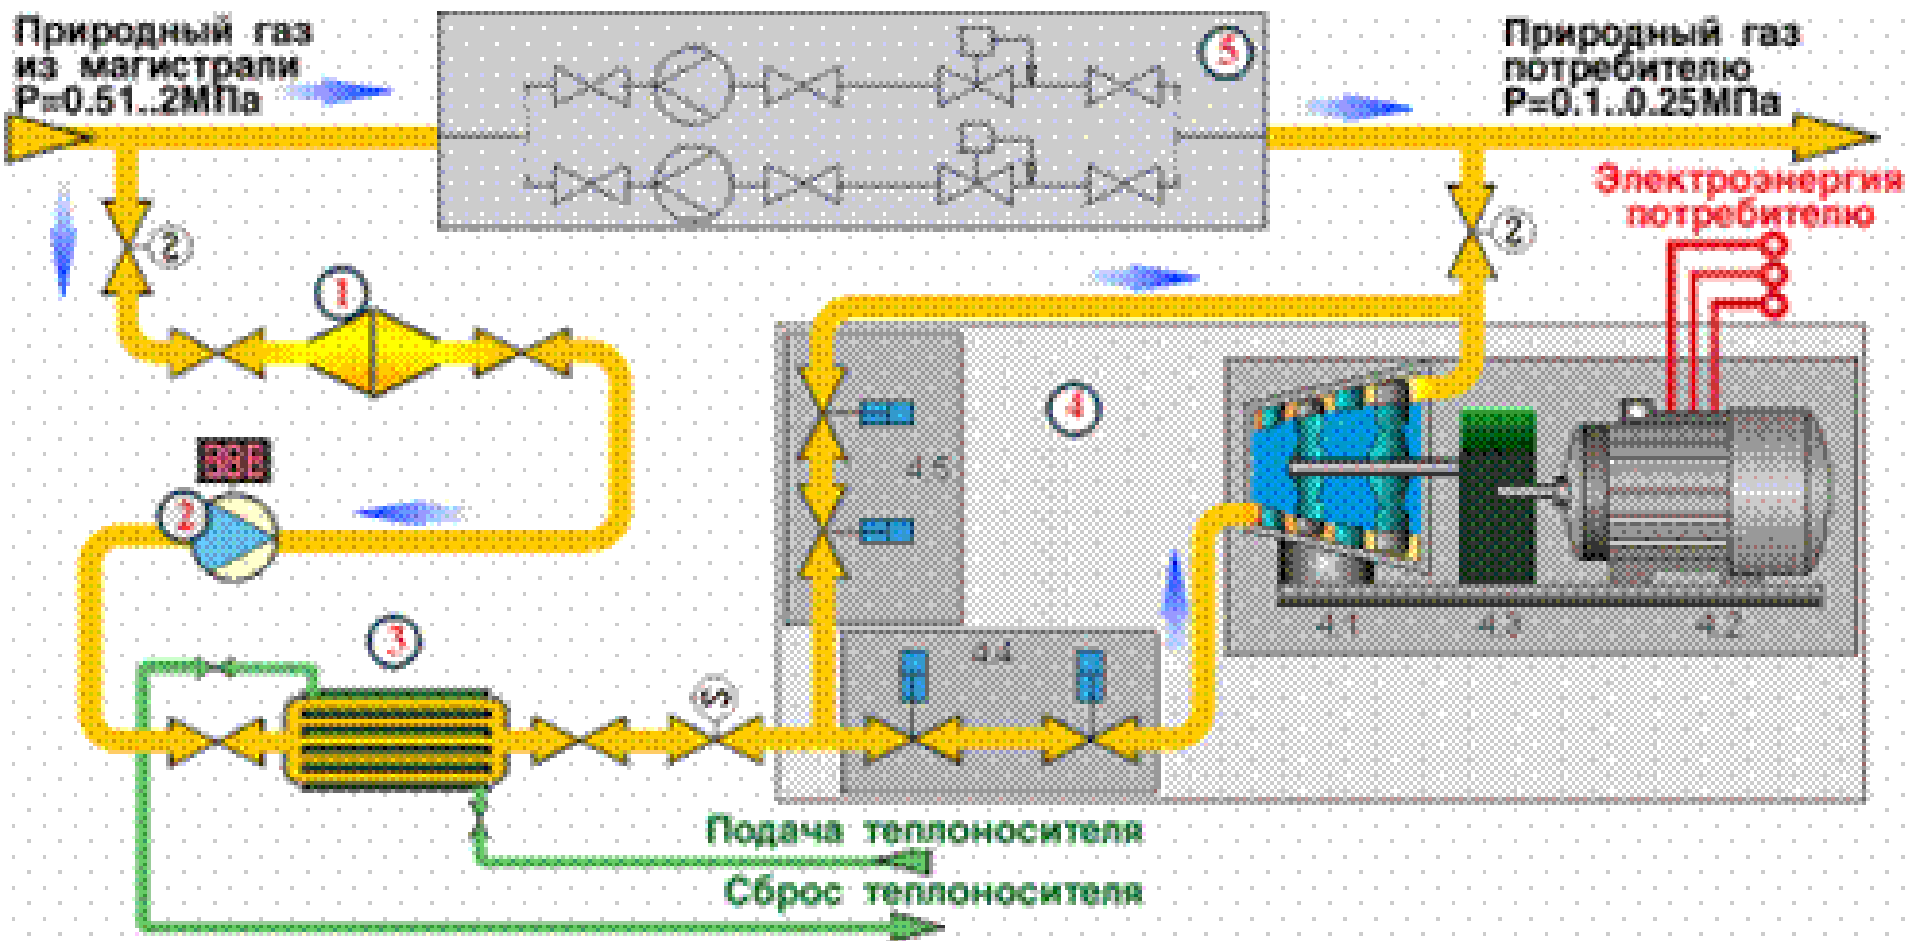 Природный газ
из магистрали
P=0.51..2МПа
5
Природный газ
потребителю
P=0.1..0.25МПа
Электроэнергия
потребителю
2
2
1
4
4.5
2
3
4.4
4.1
4.3
4.2
S
Подача теплоносителя
Сброс теплоносителя